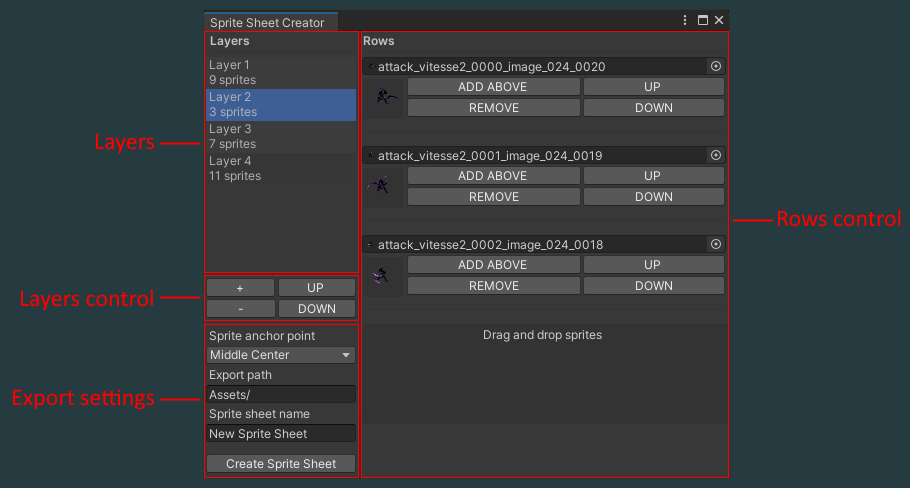 Sprite Sheet Creator
Layers
Layer 1
9 sprites
Layer 2
3 sprites
Layer 3
7 sprites
Layer 4
11 sprites
+ UP
- DOWN
Sprite anchor point
Middle Center
Export path
Assets/
Sprite sheet name
New Sprite Sheet
Create Sprite Sheet
Rows
attack_vitesse2_0000_image_024_0020
ADD ABOVE UP
REMOVE DOWN
attack_vitesse2_0001_image_024_0019
ADD ABOVE UP
REMOVE DOWN
attack_vitesse2_0002_image_024_0018
ADD ABOVE UP
REMOVE DOWN
Drag and drop sprites
Layers
Layers control
Export settings
Rows control